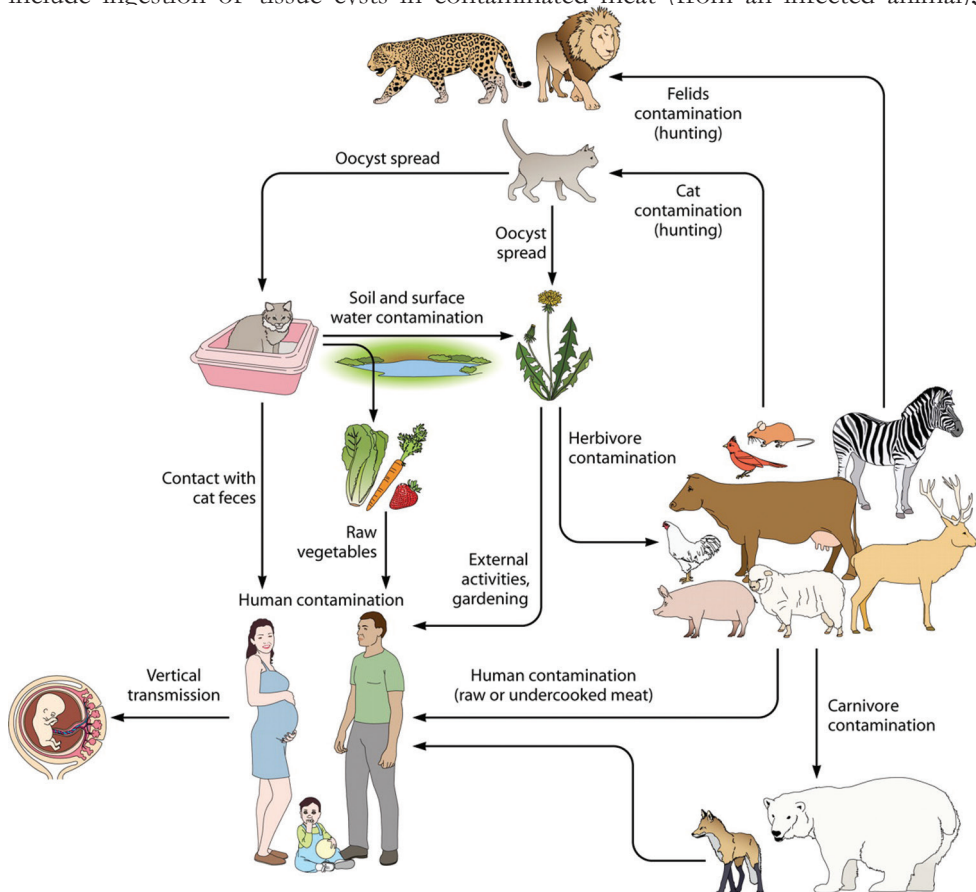 include ingestion of tissue cysts in contaminated meat (from an infected animal),
Felids
contamination
(hunting)
Oocyst spread
Cat
contamination
(hunting)
Oocyst
spread
Soil and surface
water contamination
Herbivore
contamination
Contact with
cat feces
Raw
vegetables
External
activities,
gardening
Human contamination
Vertical
transmission
Human contamination
(raw or undercooked meat)
Carnivore
contamination